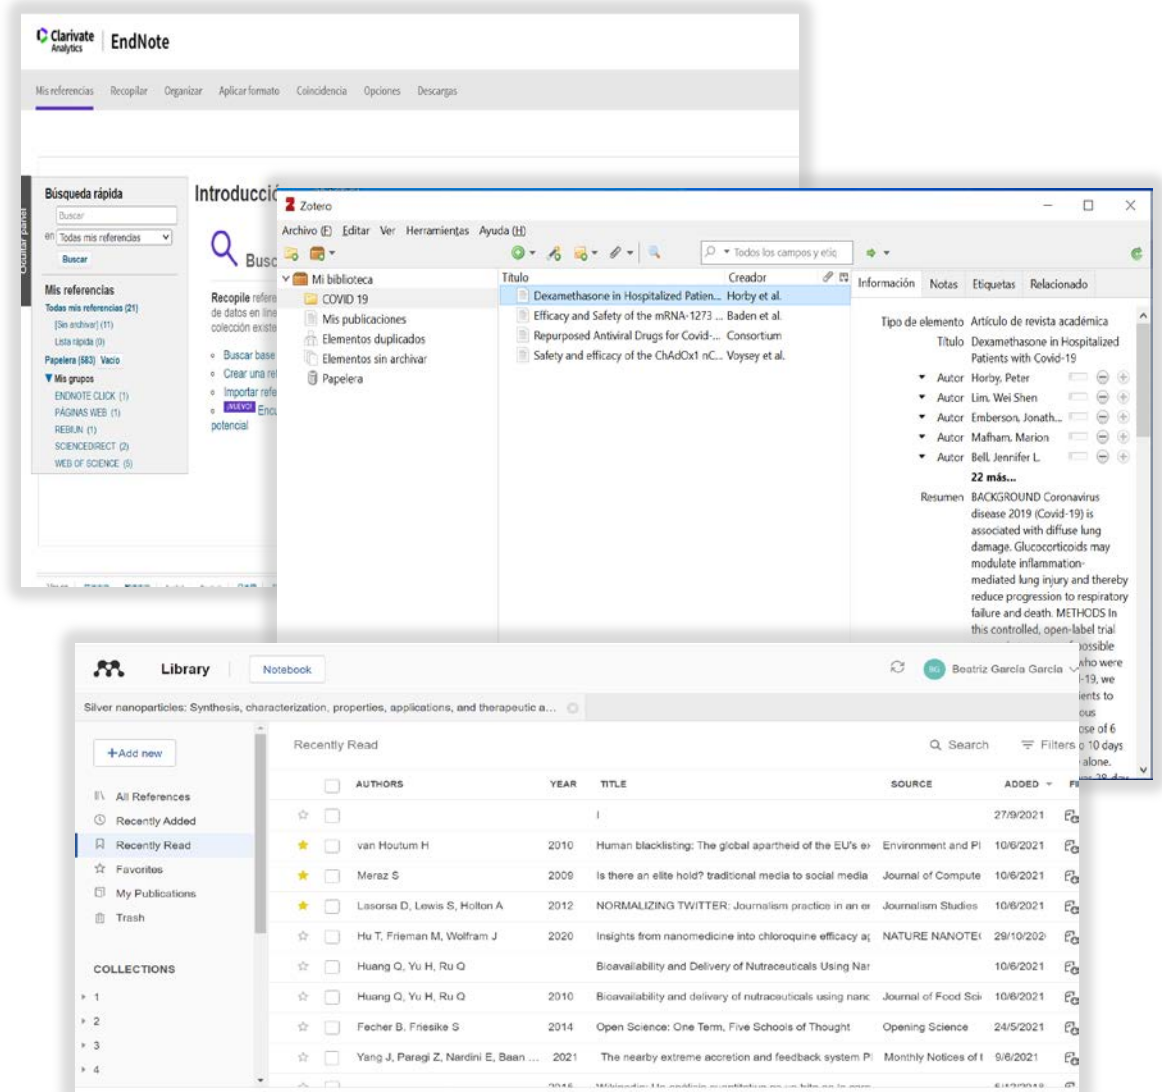 Clarivate
Analytics
EndNote
Mis referencias Recopilar Organizar Aplicar formato Coincidencia Opciones Descargas
Ocultar panel
Búsqueda rápida
Buscar
en Todas mis referencias
Buscar
Mis referencias
Todas mis referencias (21)
[Sin archivar] (11)
Lista rápida (0)
Papelera (583) Vacío
Mis grupos
ENDNOTE CLICK (1)
PÁGINAS WEB (1)
REBIUN (1)
SCIENCEDIRECT (2)
WEB OF SCIENCE (5)
Introducció
Busc
Recopile refere
de datos en líne
colección existe
Buscar base
Crear una re
Importar refe
¡NUEVO! Encu
potencial
Zotero
Archivo (F) Editar Ver Herramientas Ayuda (H)
Todos los campos y etiq
Mi biblioteca
COVID 19
Mis publicaciones
Elementos duplicados
Elementos sin archivar
Papelera
Título Creador
Dexamethasone in Hospitalized Patien... Horby et al.
Efficacy and Safety of the mRNA-1273 ... Baden et al.
Repurposed Antiviral Drugs for Covid-... Consortium
Safety and efficacy of the ChAdOx1 nC... Voysey et al.
Información Notas Etiquetas Relacionado
Tipo de elemento Artículo de revista académica
Título Dexamethasone in Hospitalized
Patients with Covid-19
Autor Horby, Peter
Autor Lim, Wei Shen
Autor Emberson, Jonath...
Autor Mafham, Marion
Autor Bell, Jennifer L.
22 más...
Resumen BACKGROUND Coronavirus
disease 2019 (Covid-19) is
associated with diffuse lung
damage. Glucocorticoids may
modulate inflammation-
mediated lung injury and thereby
reduce progression to respiratory
failure and death. METHODS In
this controlled, open-label trial
possible
who were
-19, we
ients to
ous
ose of 6
o 10 days
alone.
Library
Notebook
BG Beatriz García García
Silver nanoparticles: Synthesis, characterization, properties, applications, and therapeutic a...
+Add new
All References
Recently Added
Recently Read
Favorites
My Publications
Trash
COLLECTIONS
1
2
3
4
Recently Read
Search
Filters
AUTHORS YEAR TITLE SOURCE ADDED FI
I 27/9/2021
van Houtum H 2010 Human blacklisting: The global apartheid of the EU's e Environment and Pl 10/6/2021
Meraz S 2009 Is there an elite hold? traditional media to social media Journal of Compute 10/6/2021
Lasorsa D, Lewis S, Holton A 2012 NORMALIZING TWITTER: Journalism practice in an er Journalism Studies 10/6/2021
Hu T, Frieman M, Wolfram J 2020 Insights from nanomedicine into chloroquine efficacy ag NATURE NANOTE 29/10/202
Huang Q, Yu H, Ru Q Bioavailability and Delivery of Nutraceuticals Using Nar 10/6/2021
Huang Q, Yu H, Ru Q 2010 Bioavailability and delivery of nutraceuticals using nanc Journal of Food Sci 10/6/2021
Fecher B, Friesike S 2014 Open Science: One Term, Five Schools of Thought Opening Science 24/5/2021
Yang J, Paragi Z, Nardini E, Baan ... 2021 The nearby extreme accretion and feedback system P Monthly Notices of t 9/6/2021